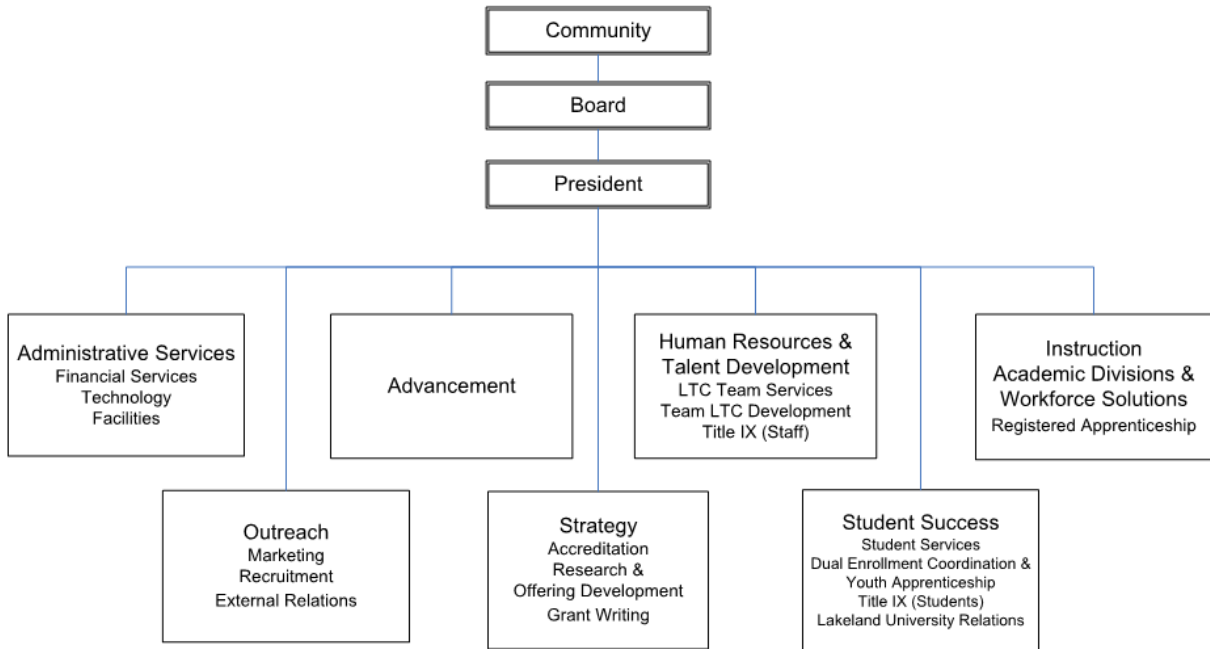 Community
Board
President
Administrative Services
Financial Services
Technology
Facilities
Advancement
Human Resources &
Talent Development
LTC Team Services
Team LTC Development
Title IX (Staff)
Instruction
Academic Divisions &
Workforce Solutions
Registered Apprenticeship
Outreach
Marketing
Recruitment
External Relations
Strategy
Accreditation
Research &
Offering Development
Grant Writing
Student Success
Student Services
Dual Enrollment Coordination &
Youth Apprenticeship
Title IX (Students)
Lakeland University Relations